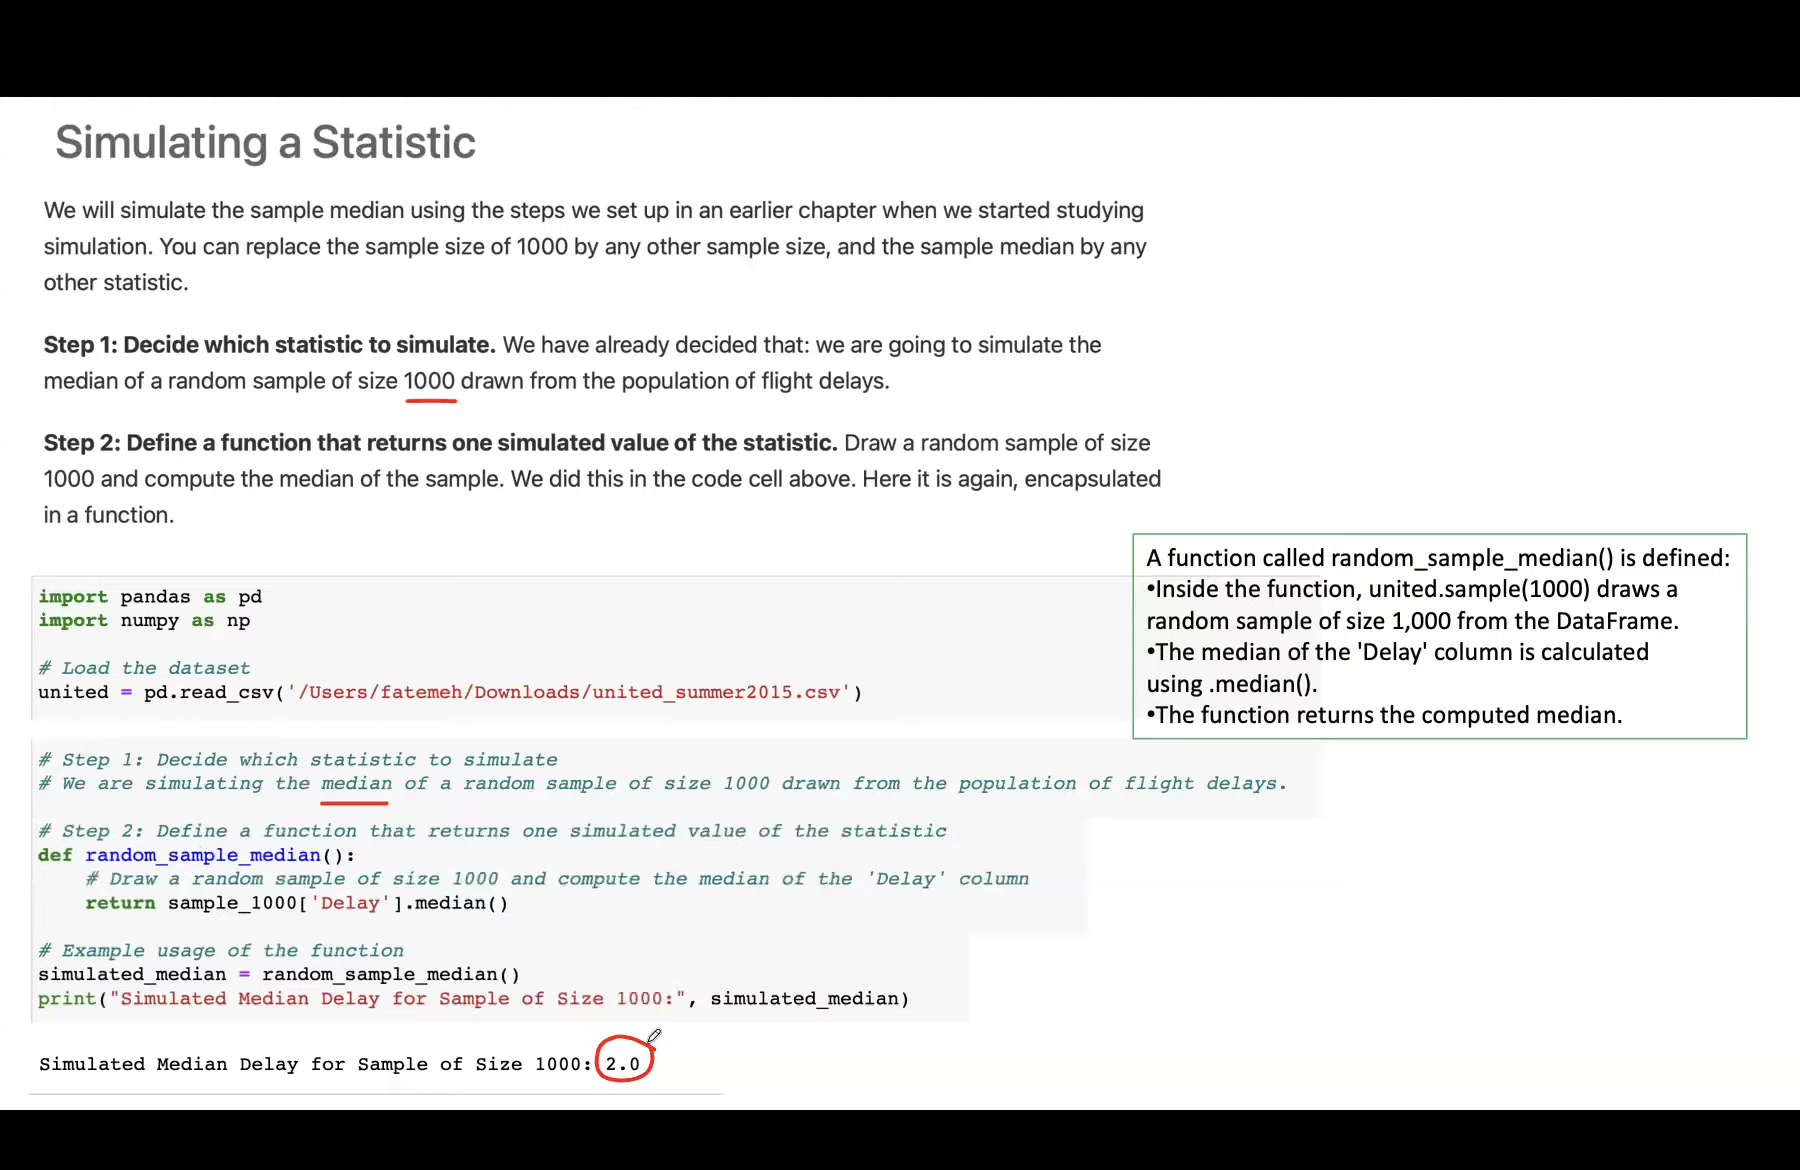 Simulating a Statistic
We will simulate the sample median using the steps we set up in an earlier chapter when we started studying
simulation. You can replace the sample size of 1000 by any other sample size, and the sample median by any
other statistic.
Step 1: Decide which statistic to simulate. We have already decided that: we are going to simulate the
median of a random sample of size 1000 drawn from the population of flight delays.
Step 2: Define a function that returns one simulated value of the statistic. Draw a random sample of size
1000 and compute the median of the sample. We did this in the code cell above. Here it is again, encapsulated
in a function.
A function called random_sample_median() is defined:
•Inside the function, united.sample(1000) draws a
random sample of size 1,000 from the DataFrame.
•The median of the 'Delay' column is calculated
using .median().
•The function returns the computed median.
import pandas as pd
import numpy as np
# Load the dataset
united = pd.read_csv('/Users/fatemeh/Downloads/united_summer2015.csv')
# Step 1: Decide which statistic to simulate
# We are simulating the median of a random sample of size 1000 drawn from the population of flight delays.
# Step 2: Define a function that returns one simulated value of the statistic
def random_sample_median():
    # Draw a random sample of size 1000 and compute the median of the 'Delay' column
    return sample_1000['Delay'].median()
# Example usage of the function
simulated_median = random_sample_median()
print("Simulated Median Delay for Sample of Size 1000:", simulated_median)
Simulated Median Delay for Sample of Size 1000: 2.0